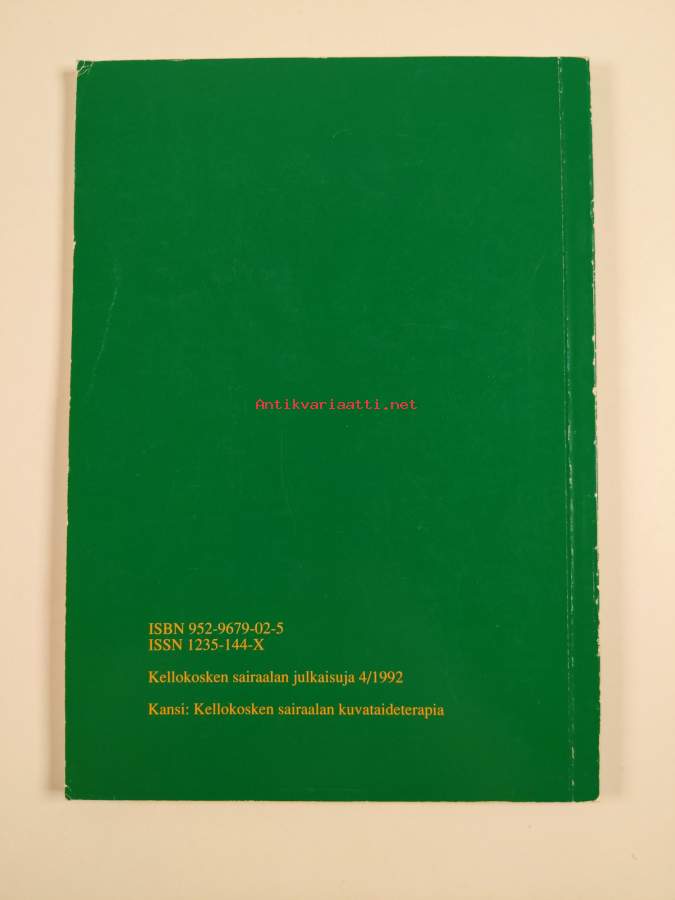 Antikvariaatti.net
ISBN 952-9679-02-5
ISSN 1235-144-X
Kellokosken sairaalan julkaisuja 4/1992
Kansi: Kellokosken sairaalan kuvataideterapia